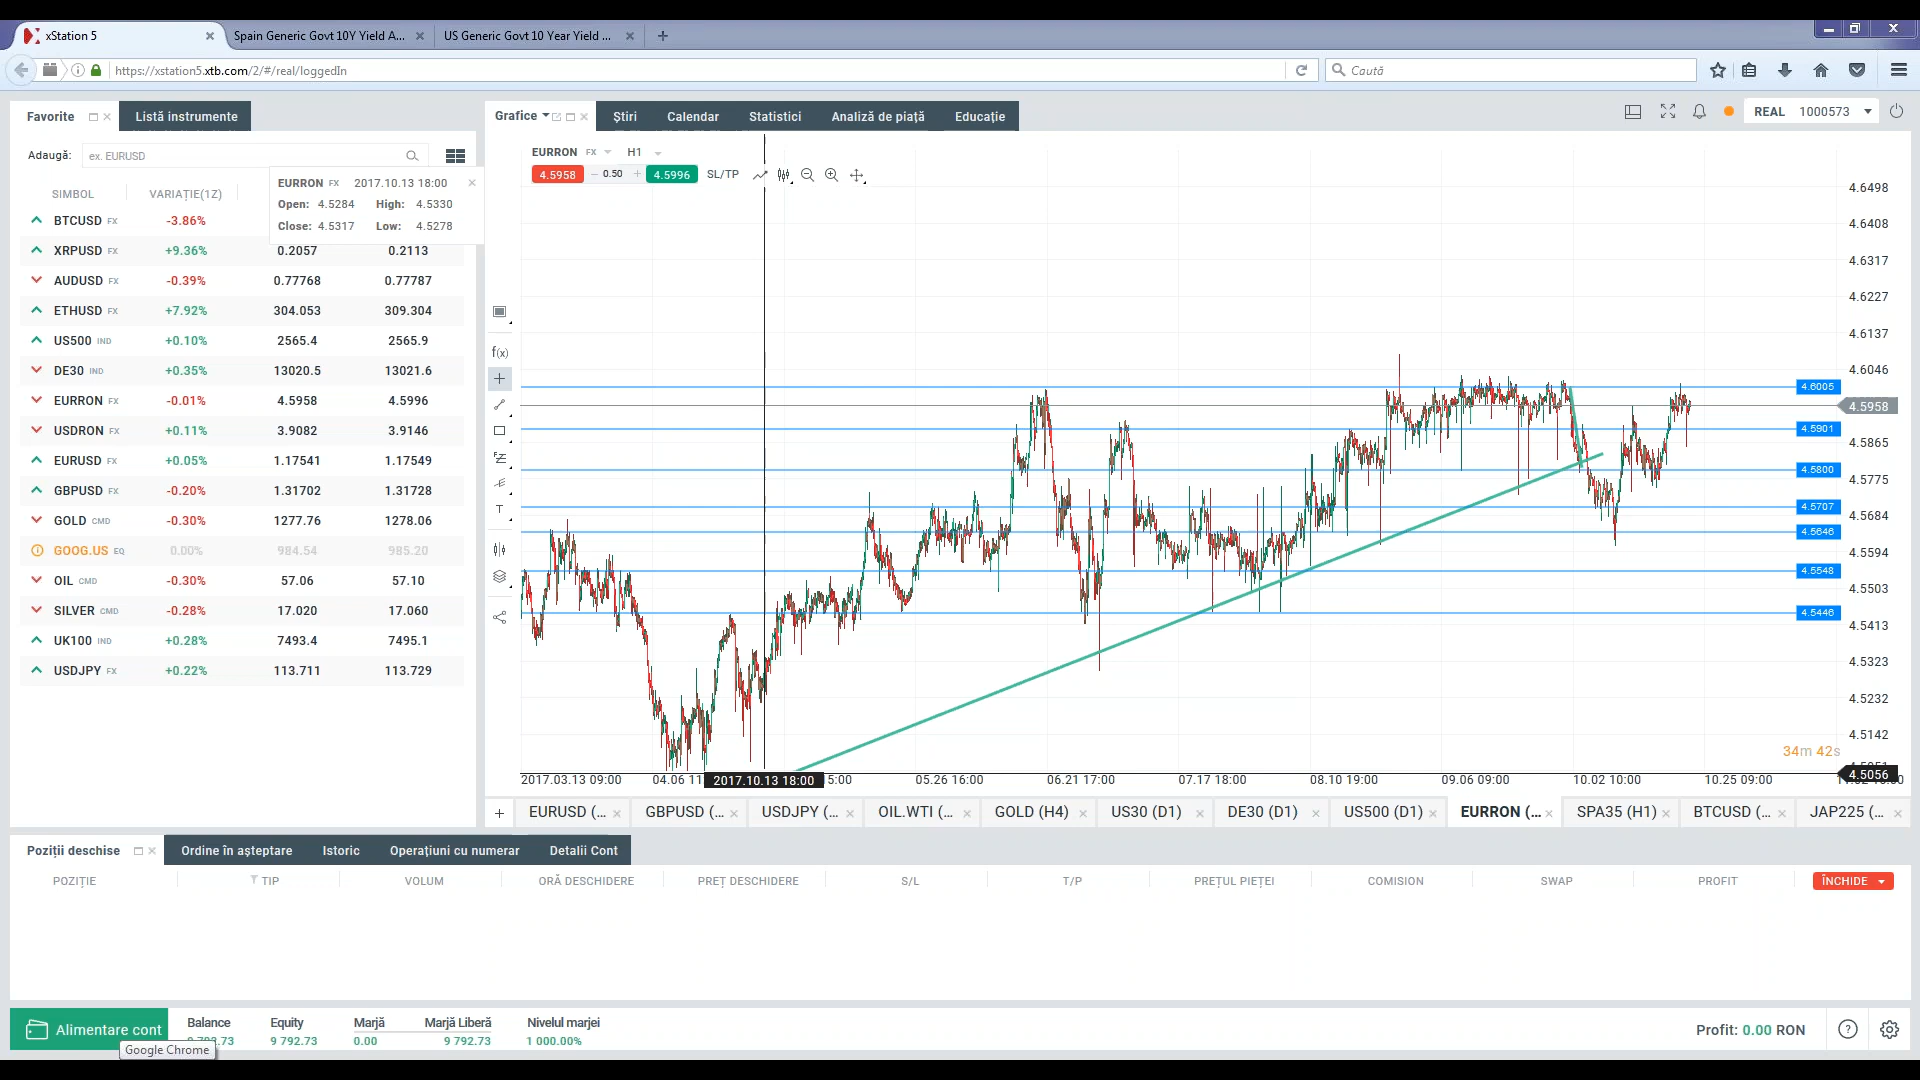 xStation 5
Spain Generic Govt 10Y Yield A...
US Generic Govt 10 Year Yield ...
https://xstation5.xtb.com/2/#/real/loggedIn
Caută
Favorite
Listă instrumente
Grafice
Știri
Calendar
Statistici
Analiză de piață
Educație
REAL 1000573
Adaugă: ex. EURUSD
SIMBOL VARIAȚIE(1Z)
EURRON FX 2017.10.13 18:00
Open: 4.5284 High: 4.5330
Close: 4.5317 Low: 4.5278
BTCUSD FX -3.86%
XRPUSD FX +9.36% 0.2057 0.2113
AUDUSD FX -0.39% 0.77768 0.77787
ETHUSD FX +7.92% 304.053 309.304
US500 IND +0.10% 2565.4 2565.9
DE30 IND +0.35% 13020.5 13021.6
EURRON FX -0.01% 4.5958 4.5996
USDRON FX +0.11% 3.9082 3.9146
EURUSD FX +0.05% 1.17541 1.17549
GBPUSD FX -0.20% 1.31702 1.31728
GOLD CMD -0.30% 1277.76 1278.06
GOOG.US EQ 0.00% 984.54 985.20
OIL CMD -0.30% 57.06 57.10
SILVER CMD -0.28% 17.020 17.060
UK100 IND +0.28% 7493.4 7495.1
USDJPY FX +0.22% 113.711 113.729
EURRON FX H1
4.5958 0.50 4.5996 SL/TP
f(x)
T
4.6498
4.6408
4.6317
4.6227
4.6137
4.6046
4.6005
4.5958
4.5901
4.5865
4.5800
4.5775
4.5707
4.5684
4.5646
4.5594
4.5548
4.5503
4.5446
4.5413
4.5323
4.5232
4.5142
34m 42s
4.5056
2017.03.13 09:00 04.06 11 2017.10.13 18:00 5:00 05.26 16:00 06.21 17:00 07.17 18:00 08.10 19:00 09.06 09:00 10.02 10:00 10.25 09:00
EURUSD (... GBPUSD (... USDJPY (... OIL.WTI (... GOLD (H4) US30 (D1) DE30 (D1) US500 (D1) EURRON (... SPA35 (H1) BTCUSD (... JAP225 (...
Poziții deschise Ordine în așteptare Istoric Operațiuni cu numerar Detalii Cont
POZIȚIE TIP VOLUM ORĂ DESCHIDERE PREȚ DESCHIDERE S/L T/P PREȚUL PIEȚEI COMISION SWAP PROFIT ÎNCHIDE
Alimentare cont
Balance Equity Marjă Marjă Liberă Nivelul marjei
9 792.73 0.00 9 792.73 1 000.00%
Profit: 0.00 RON
Google Chrome